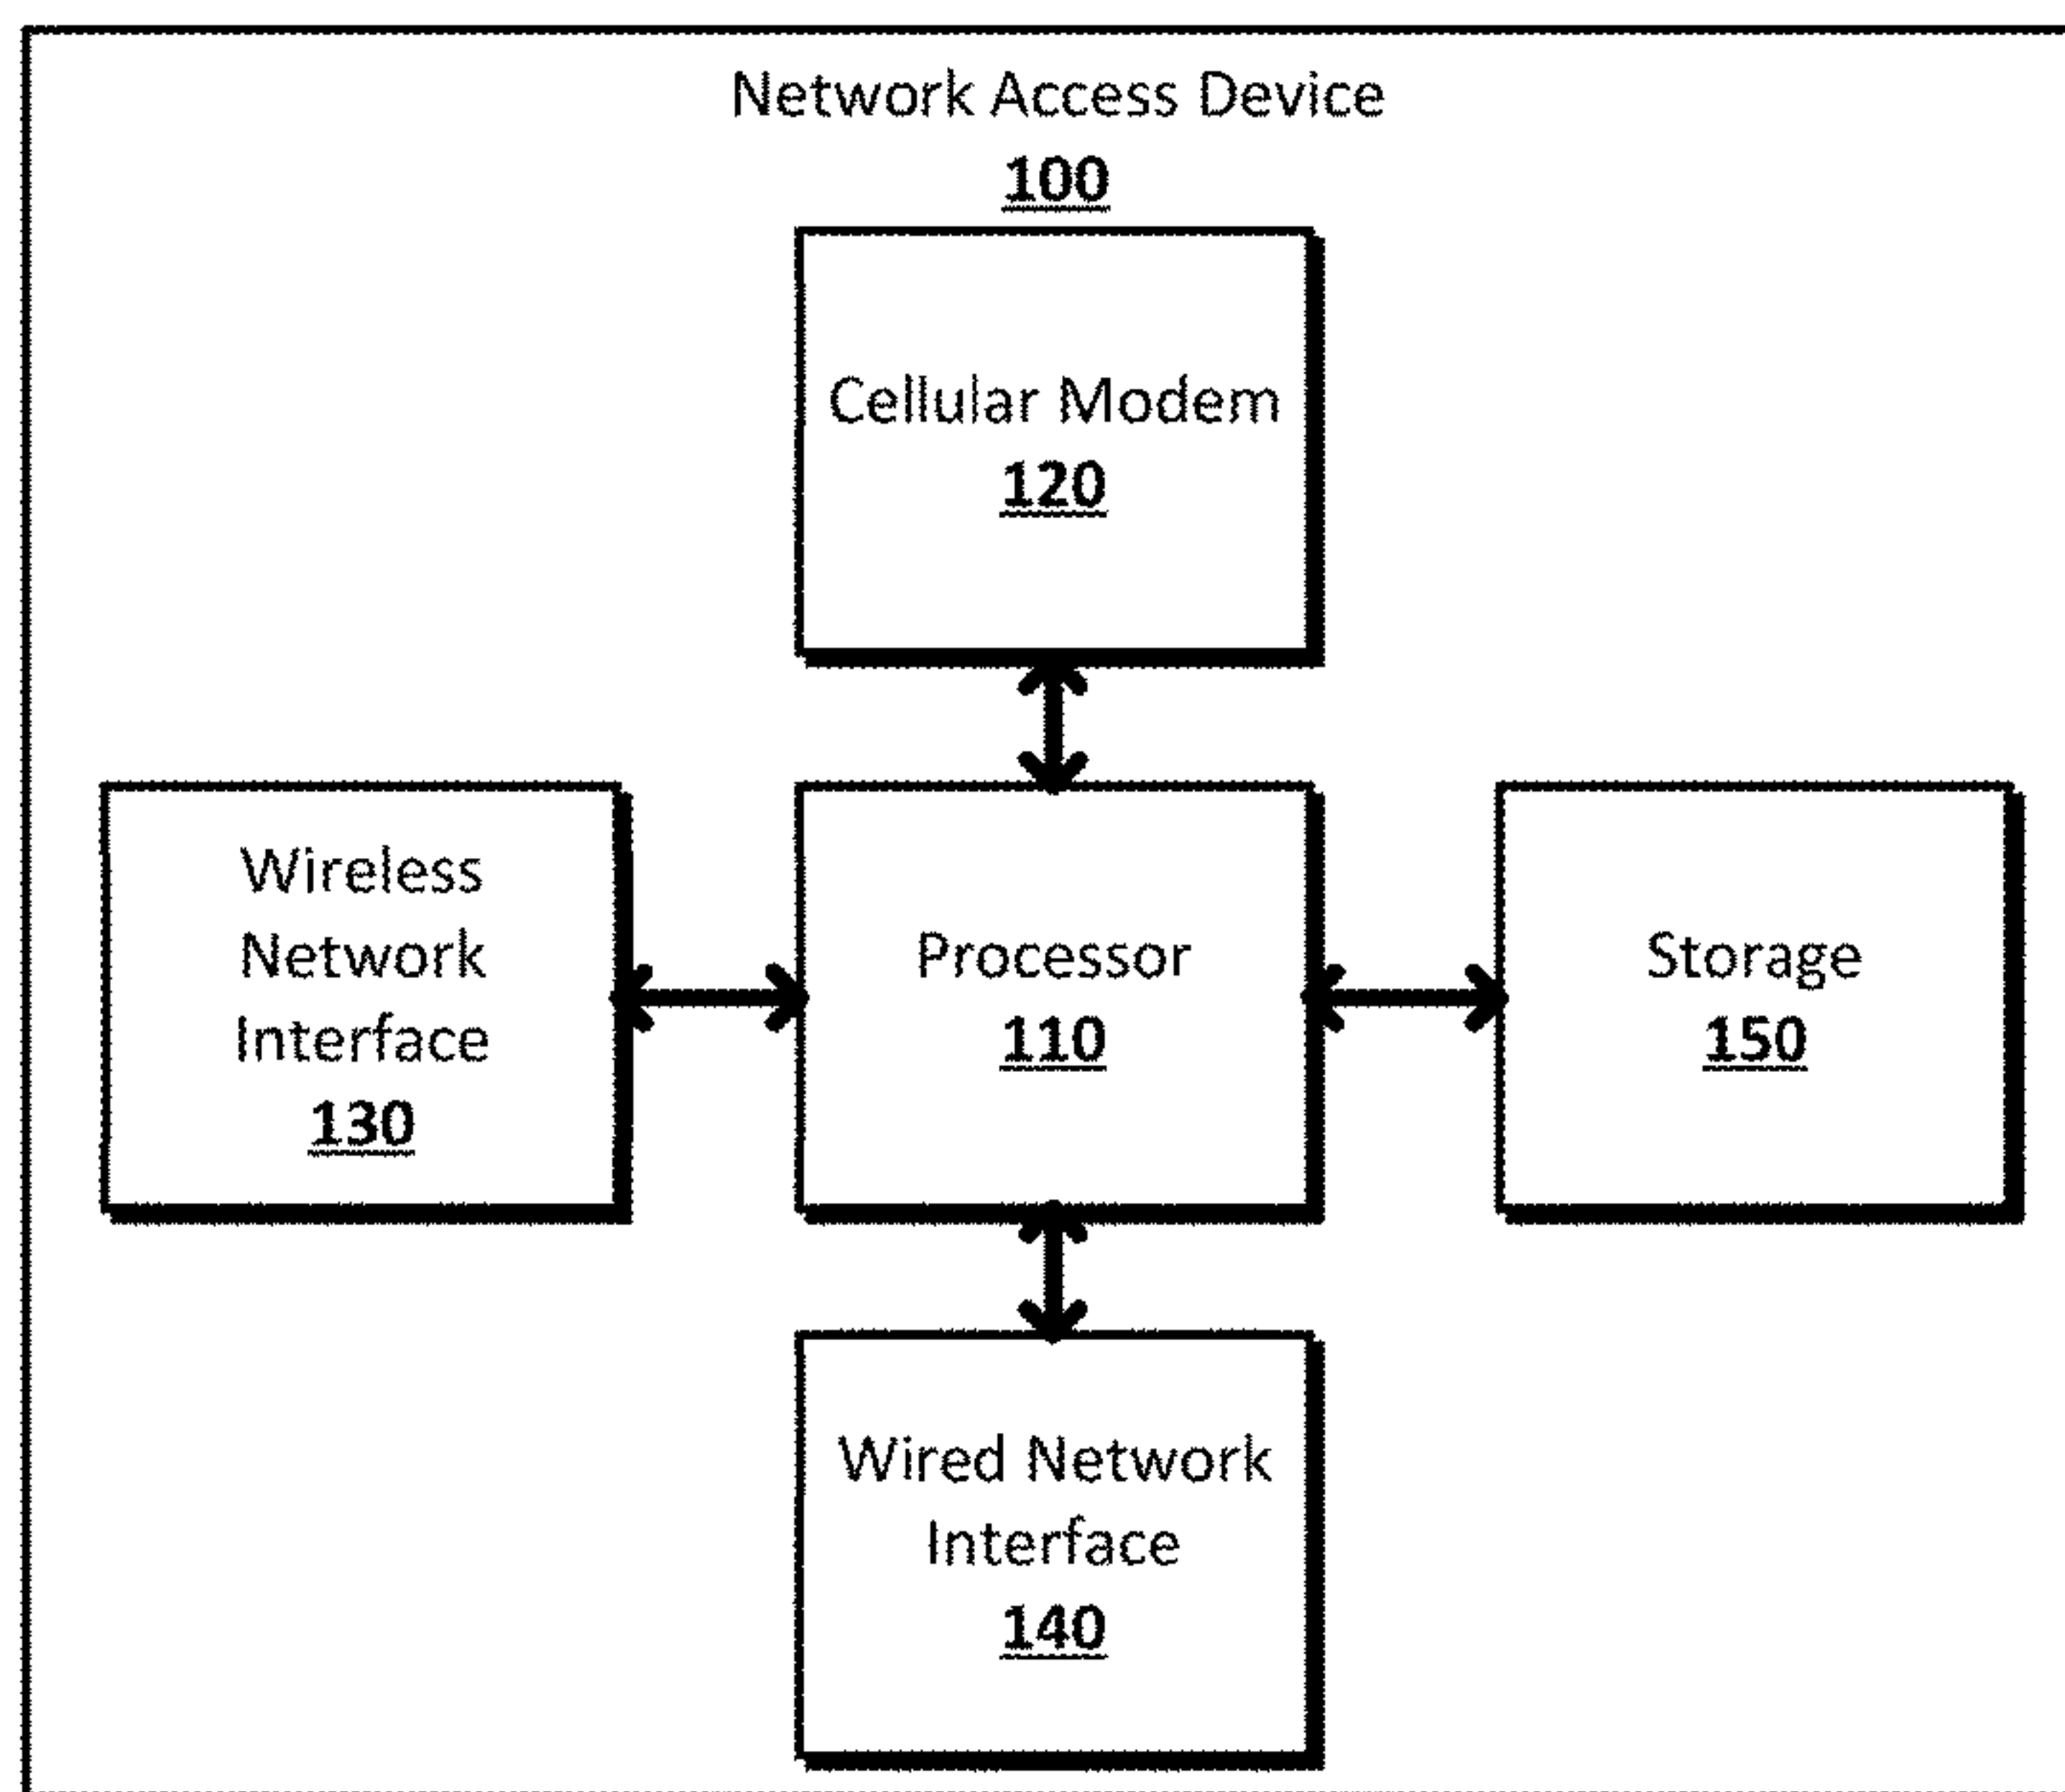 Network Access Device
100
Cellular Modem
120
Wireless
Network
Interface
130
Processor
110
Storage
150
Wired Network
Interface
140